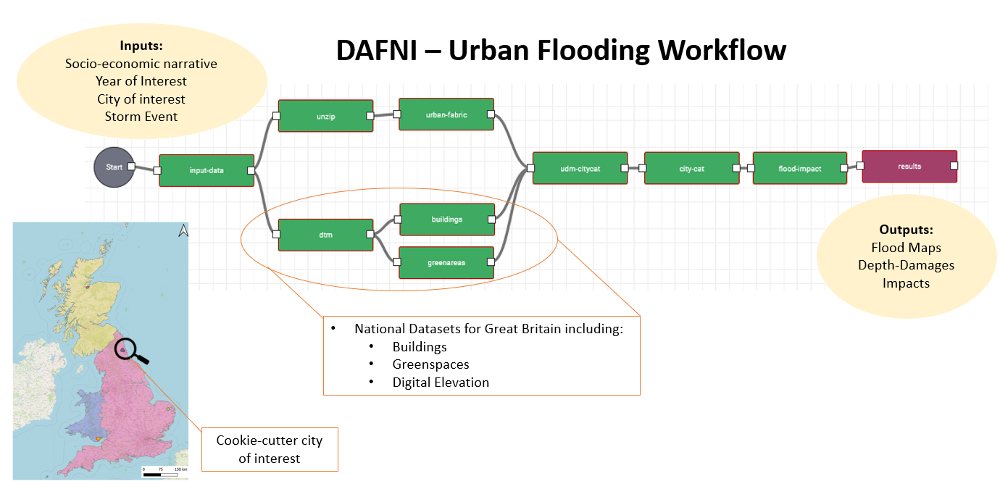 DAFNI – Urban Flooding Workflow
Inputs:
Socio-economic narrative
Year of Interest
City of interest
Storm Event
Start
input-data
unzip
urban-fabric
dtm
buildings
greenareas
udm-citycat
city-cat
flood-impact
results
Outputs:
Flood Maps
Depth-Damages
Impacts
• National Datasets for Great Britain including:
• Buildings
• Greenspaces
• Digital Elevation
Cookie-cutter city
of interest
0 75 150 km